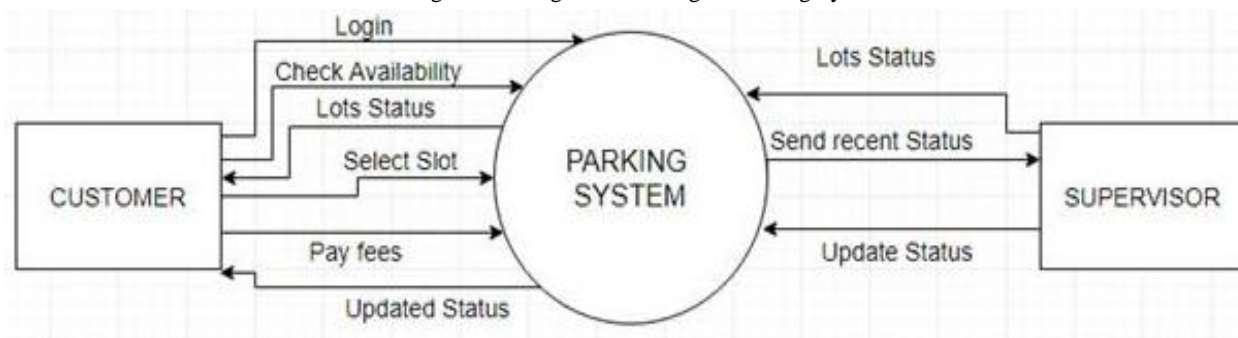 Login
Check Availability
Lots Status
Select Slot
CUSTOMER
Pay fees
Updated Status
PARKING
SYSTEM
Lots Status
Send recent Status
SUPERVISOR
Update Status